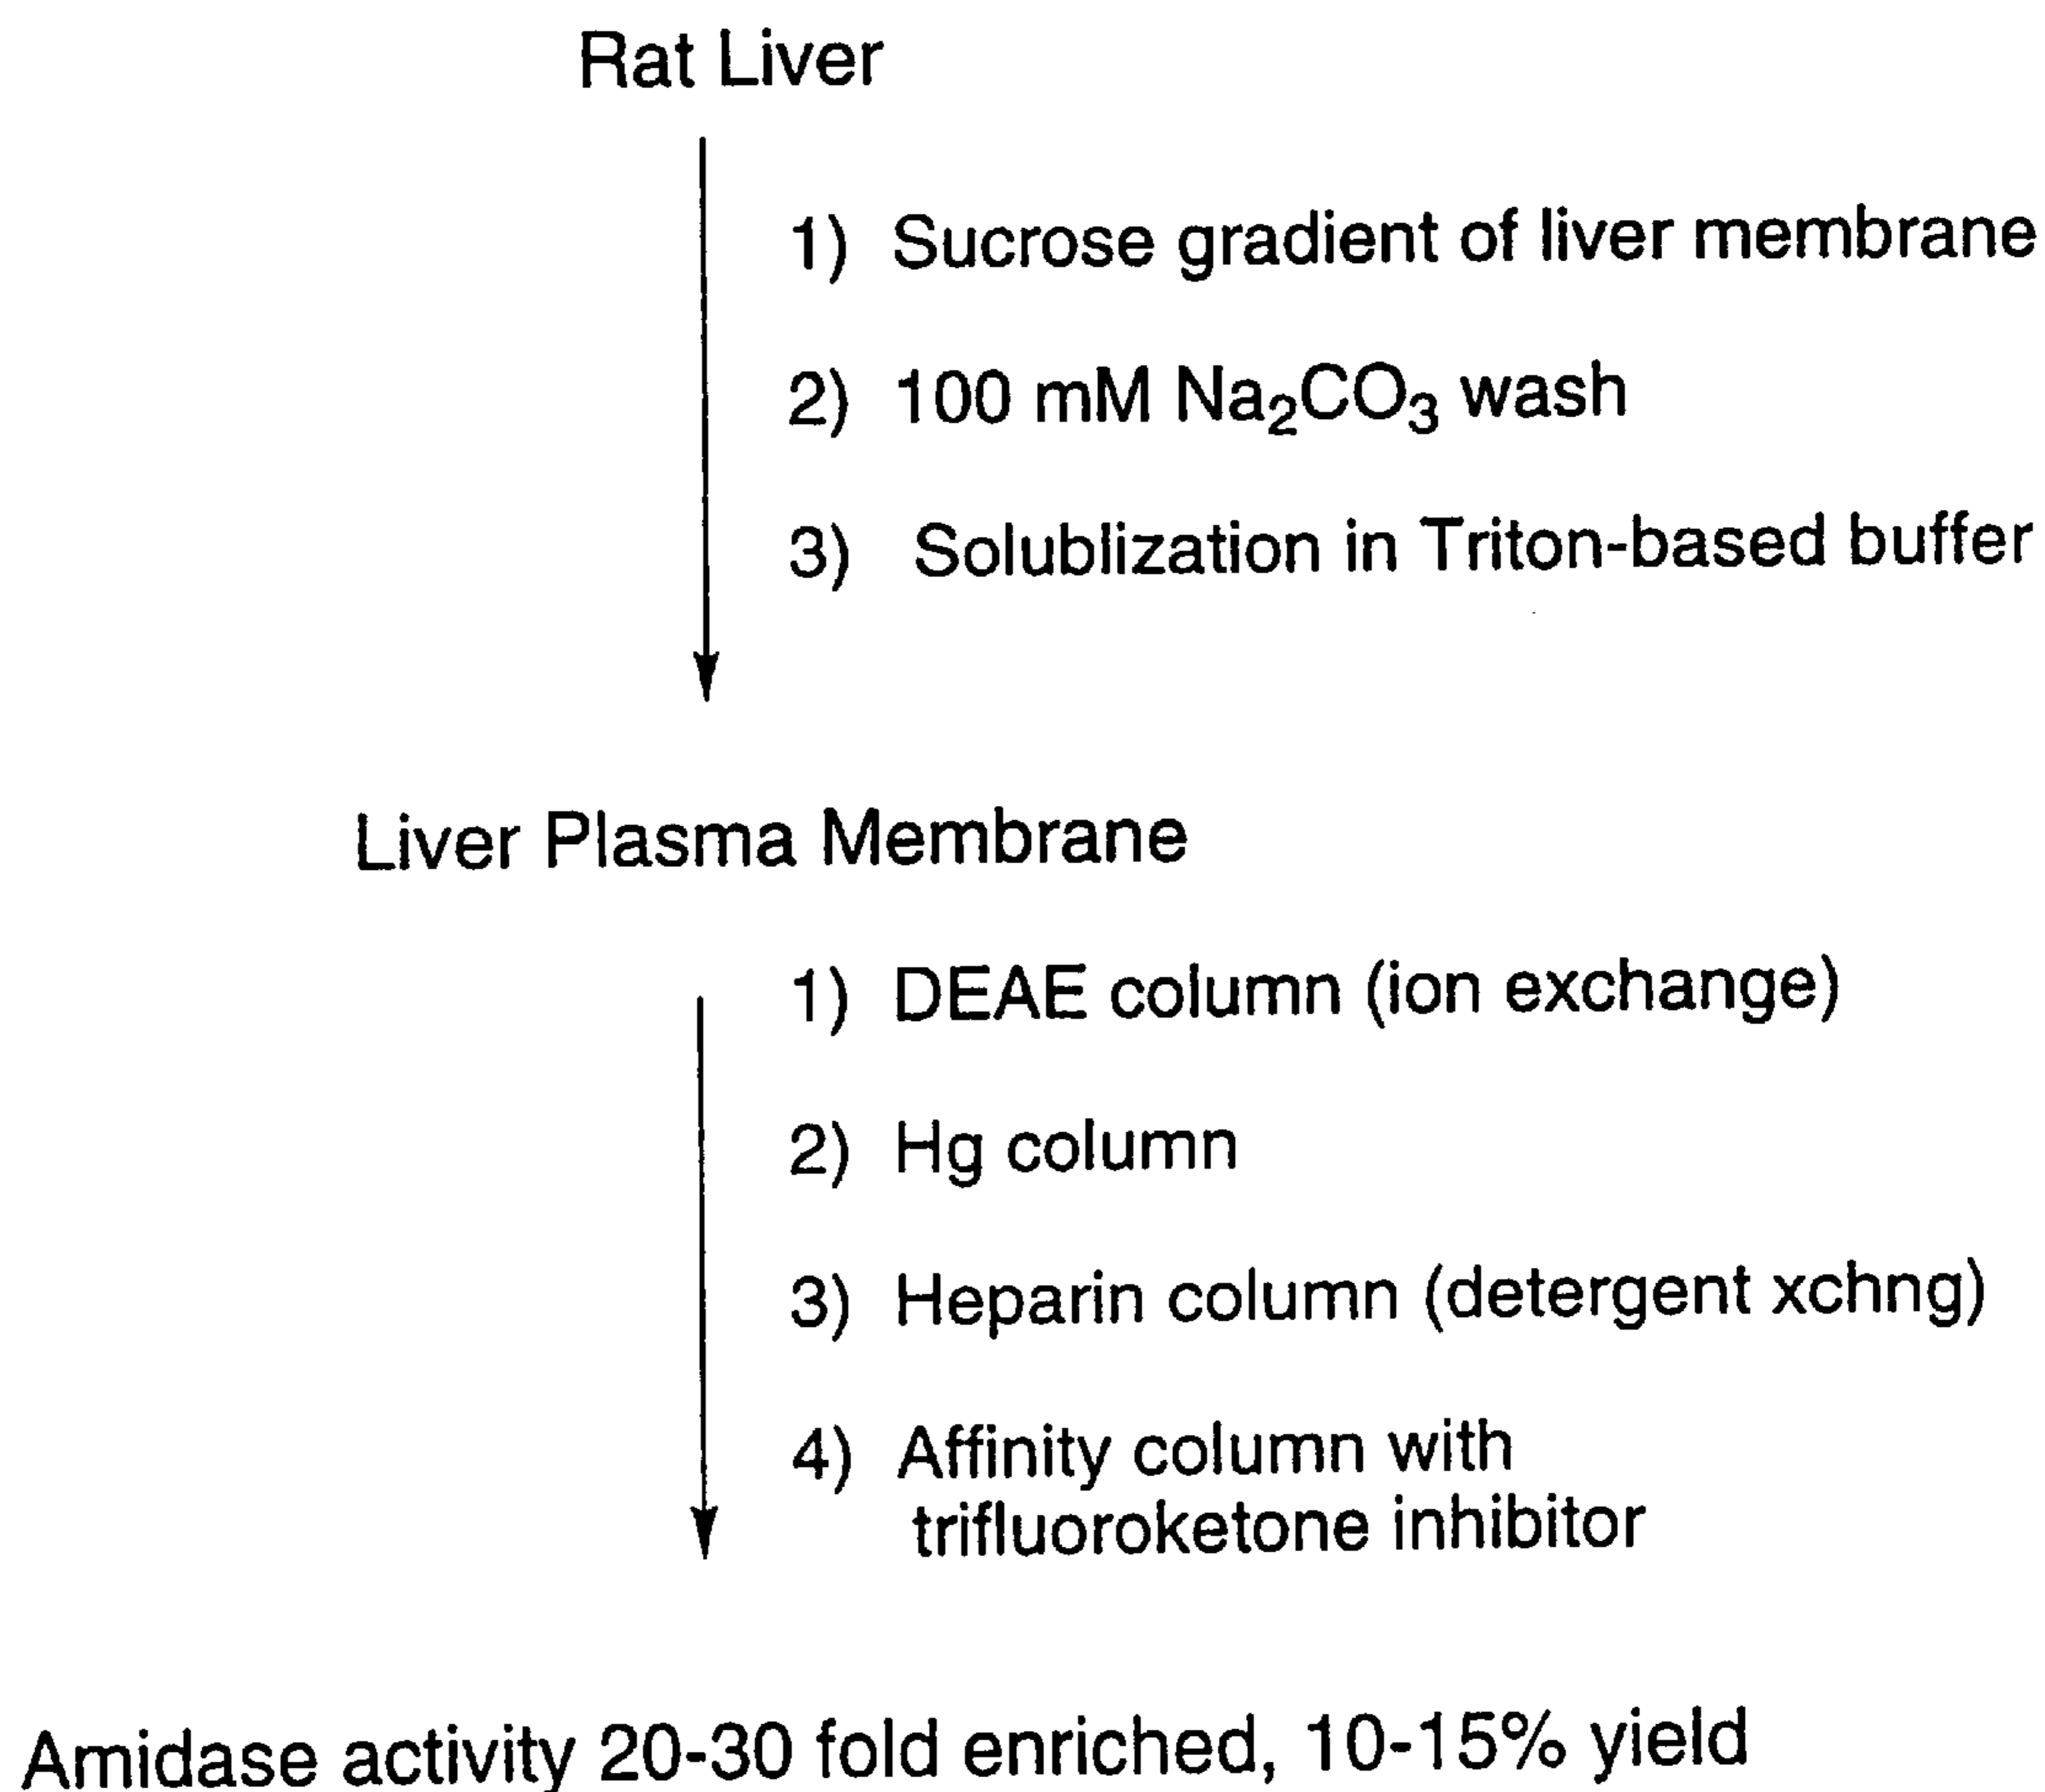 Rat Liver
1) Sucrose gradient of liver membrane
2) 100 mM Na₂CO₃ wash
3) Solublization in Triton-based buffer
Liver Plasma Membrane
1) DEAE column (ion exchange)
2) Hg column
3) Heparin column (detergent xchng)
4) Affinity column with
trifluoroketone inhibitor
Amidase activity 20-30 fold enriched, 10-15% yield